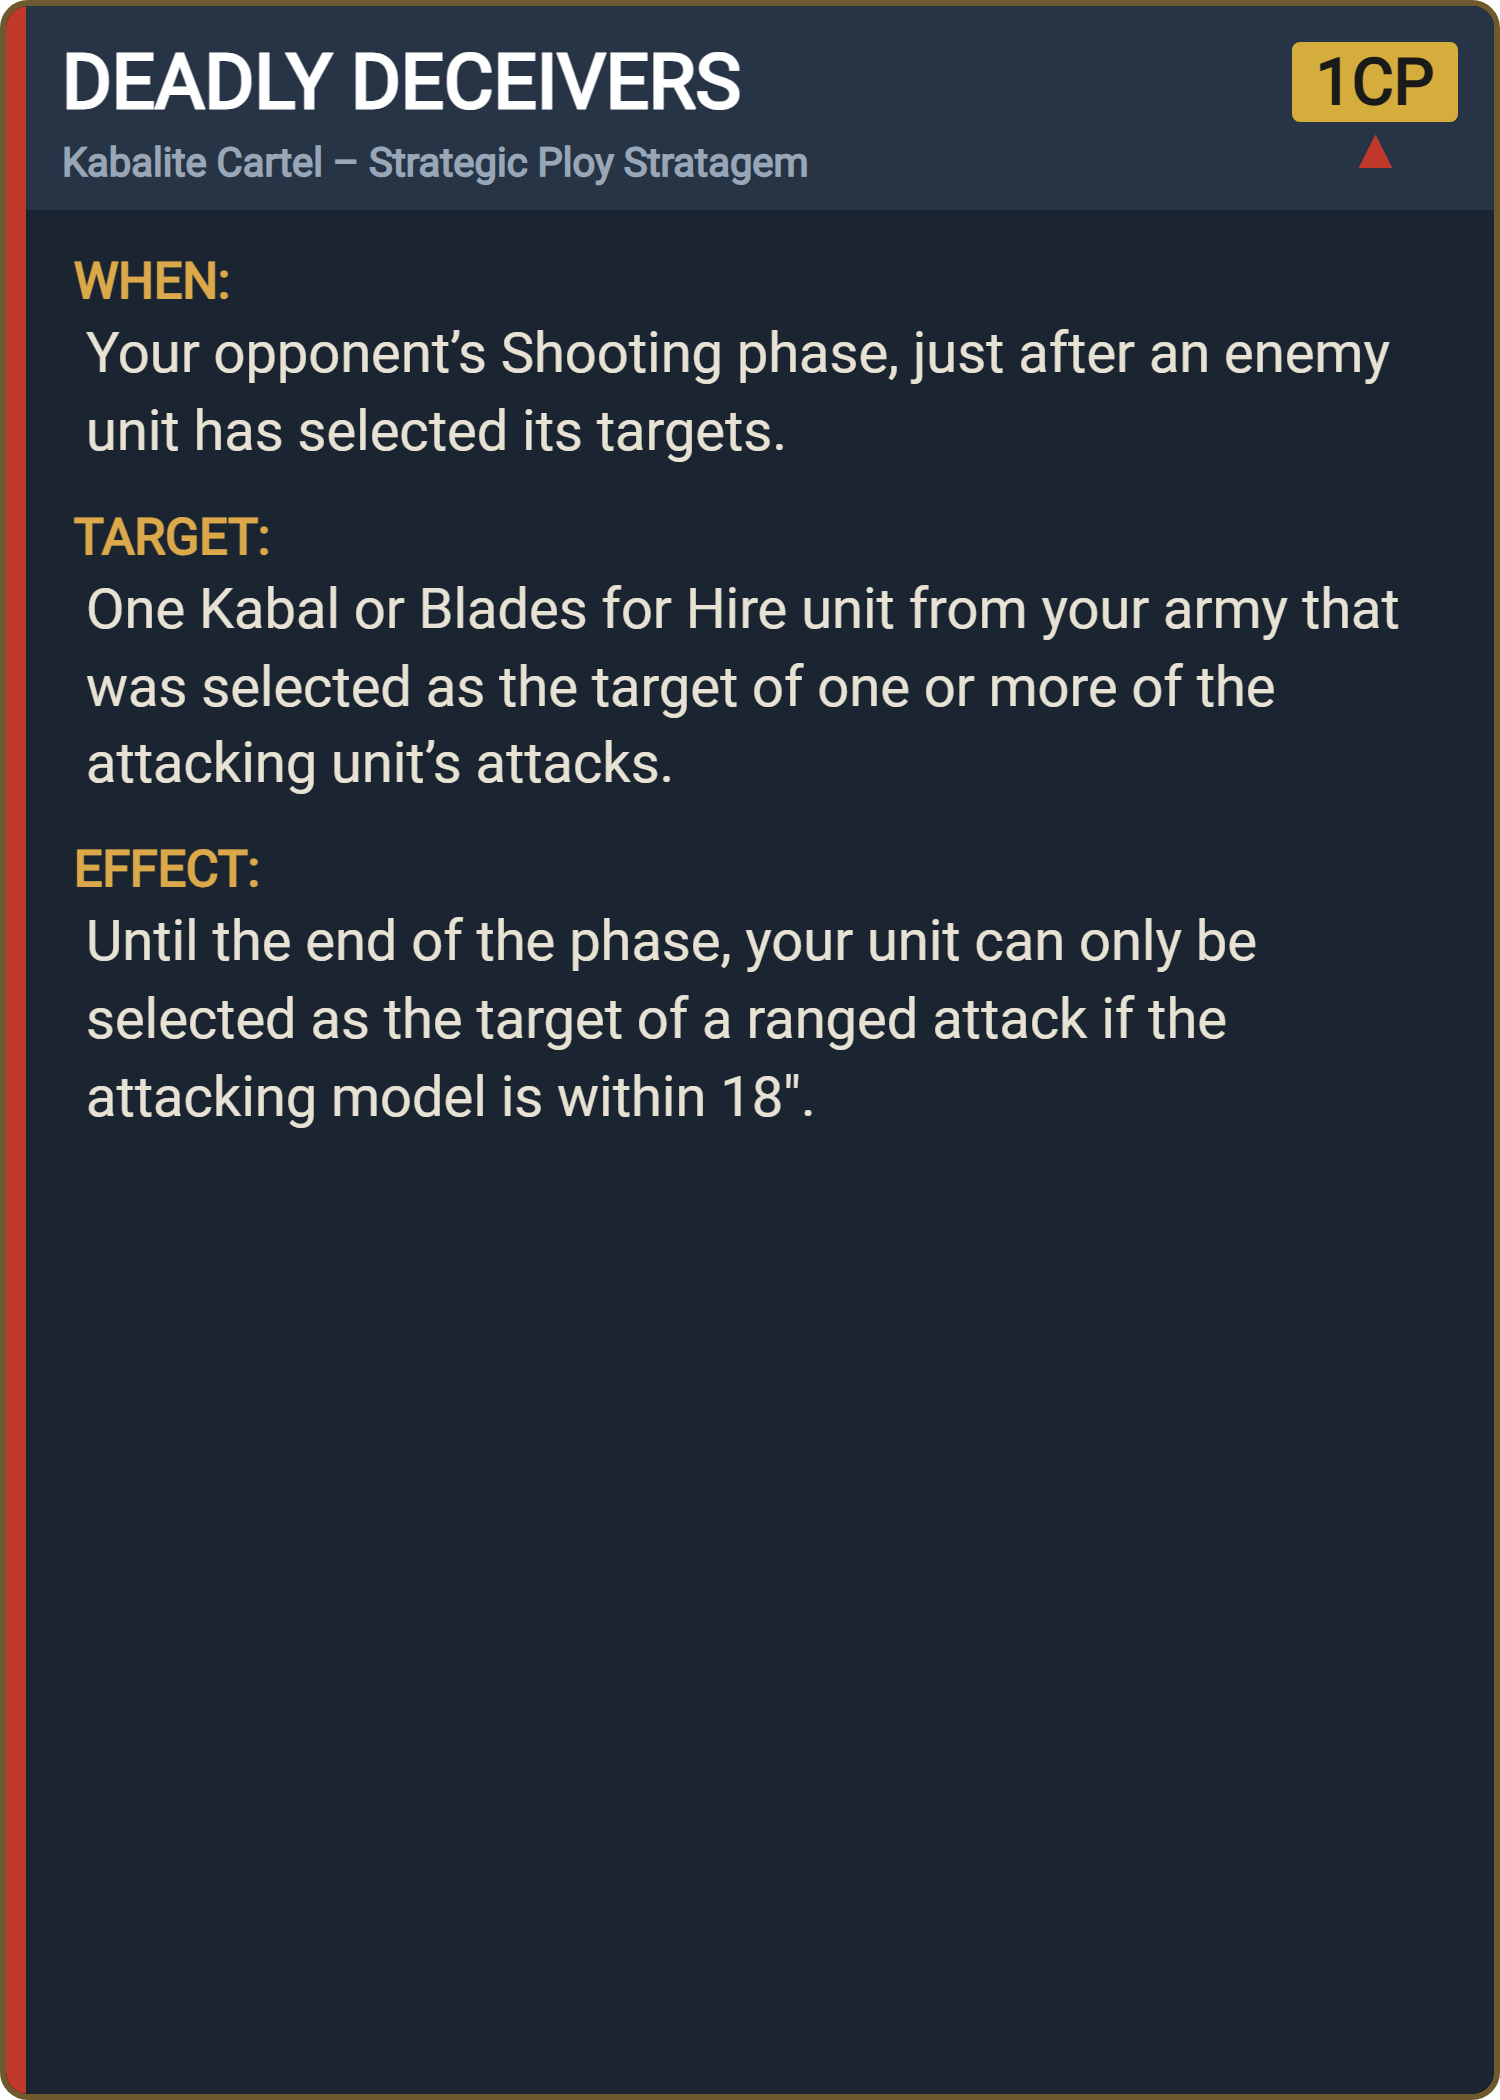 DEADLY DECEIVERS
1CP
Kabalite Cartel – Strategic Ploy Stratagem
WHEN:
Your opponent’s Shooting phase, just after an enemy
unit has selected its targets.
TARGET:
One Kabal or Blades for Hire unit from your army that
was selected as the target of one or more of the
attacking unit’s attacks.
EFFECT:
Until the end of the phase, your unit can only be
selected as the target of a ranged attack if the
attacking model is within 18".